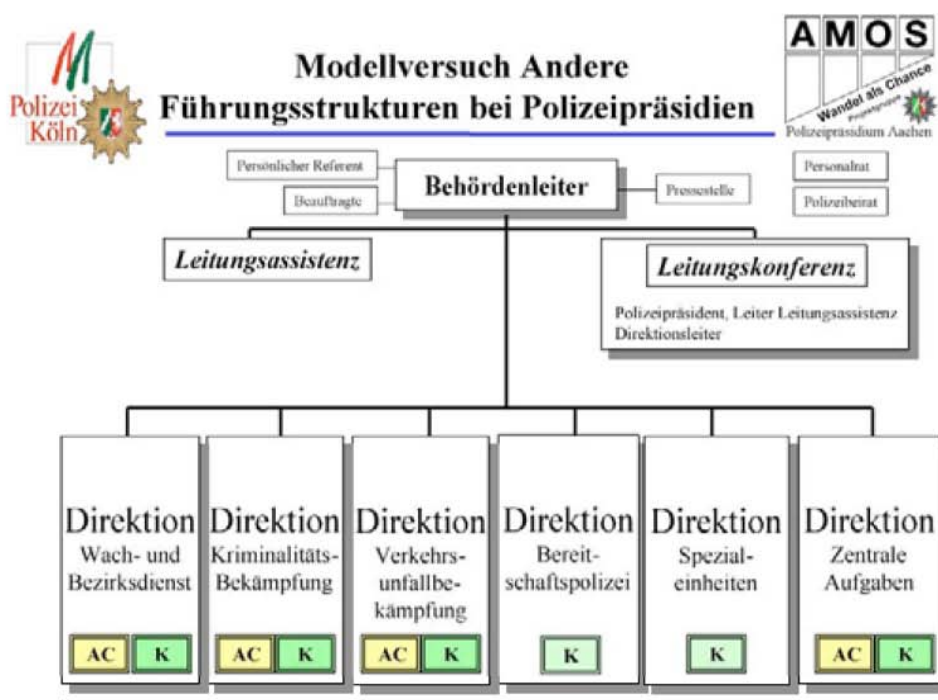 Polizei
Köln
Modellversuch Andere
Führungsstrukturen bei Polizeipräsidien
AMOS
Wandel als Chance
Projektgruppe
Polizeipräsidium Aachen
Persönlicher Referent
Beauftragte
Behördenleiter
Pressestelle
Personalrat
Polizeibeirat
Leitungsassistenz
Leitungskonferenz
Polizeipräsident, Leiter Leitungsassistenz
Direktionsleiter
Direktion
Wach- und
Bezirksdienst
AC K
Direktion
Kriminalitäts-
Bekämpfung
AC K
Direktion
Verkehrs-
unfallbe-
kämpfung
AC K
Direktion
Bereit-
schaftspolizei
K
Direktion
Spezial-
einheiten
K
Direktion
Zentrale
Aufgaben
AC K